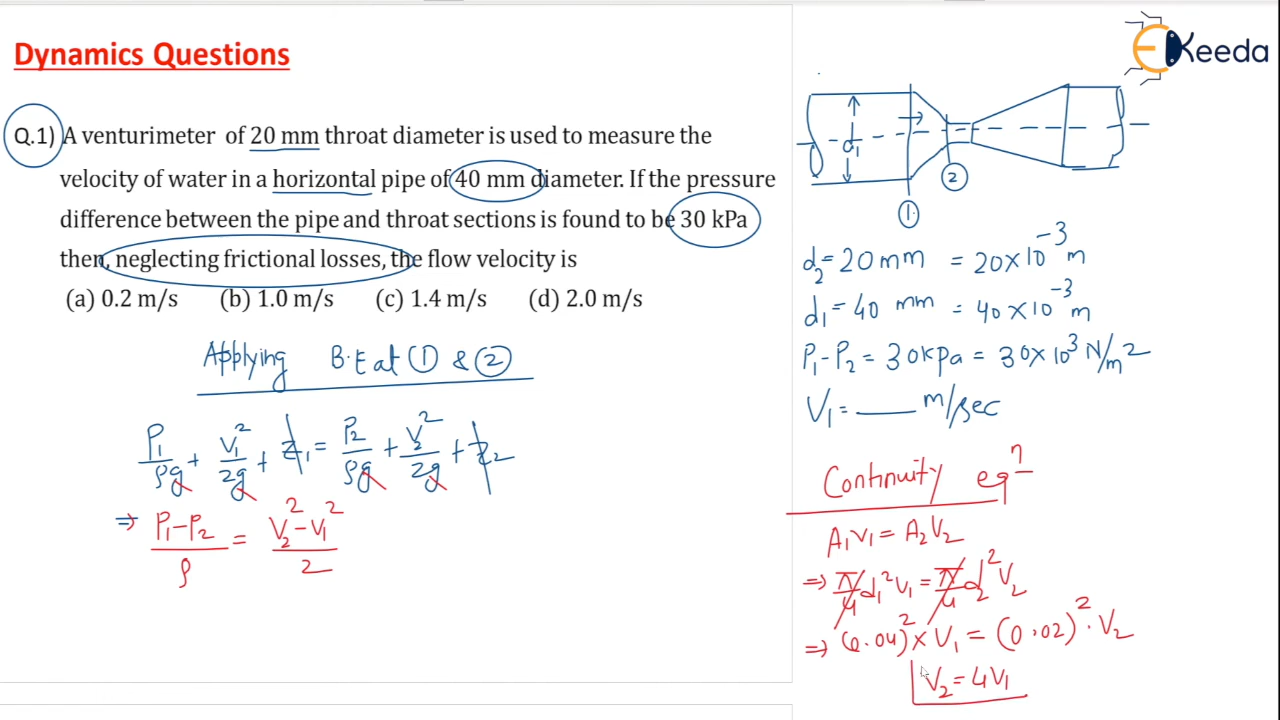 Dynamics Questions
Keeda
Q.1) A venturimeter of 20 mm throat diameter is used to measure the
velocity of water in a horizontal pipe of 40 mm diameter. If the pressure
difference between the pipe and throat sections is found to be 30 kPa
then, neglecting frictional losses, the flow velocity is
(a) 0.2 m/s (b) 1.0 m/s (c) 1.4 m/s (d) 2.0 m/s
Applying B.E at ① & ②
P₁/ρg + V₁²/2g + z₁ = P₂/ρg + V₂²/2g + z₂
⇒ P₁-P₂/ρ = V₂²-V₁²/2
d₁
①
②
d₂ = 20 mm = 20×10⁻³ m
d₁ = 40 mm = 40×10⁻³ m
P₁-P₂ = 30kpa = 30×10³ N/m²
V₁ = ___ m/sec
Continuity eqⁿ
A₁V₁ = A₂V₂
⇒ π/4 d₁² V₁ = π/4 d₂² V₂
⇒ (0.04)² × V₁ = (0.02)² · V₂
V₂ = 4V₁